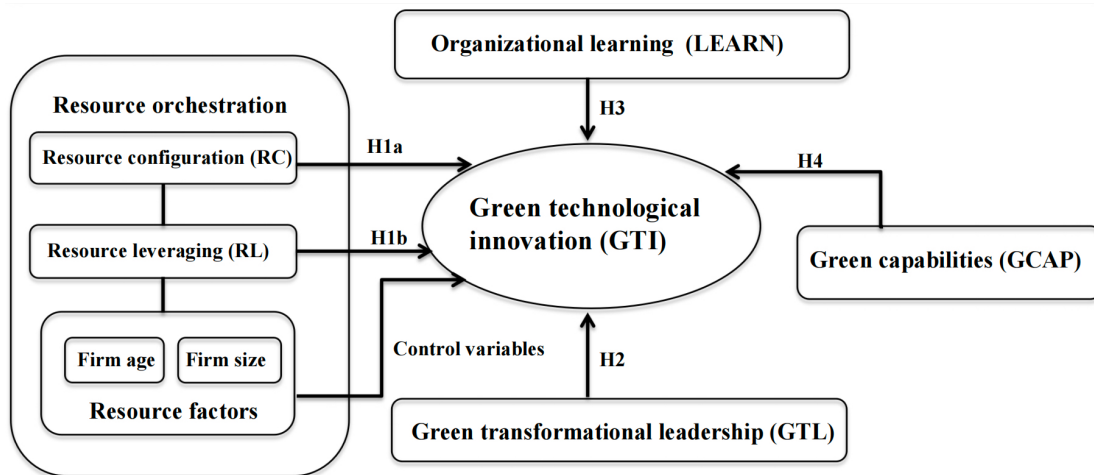 Organizational learning (LEARN)
H3
Resource orchestration
Resource configuration (RC)
H1a
H4
Green technological
innovation (GTI)
Resource leveraging (RL)
H1b
Green capabilities (GCAP)
Firm age
Firm size
Resource factors
Control variables
H2
Green transformational leadership (GTL)